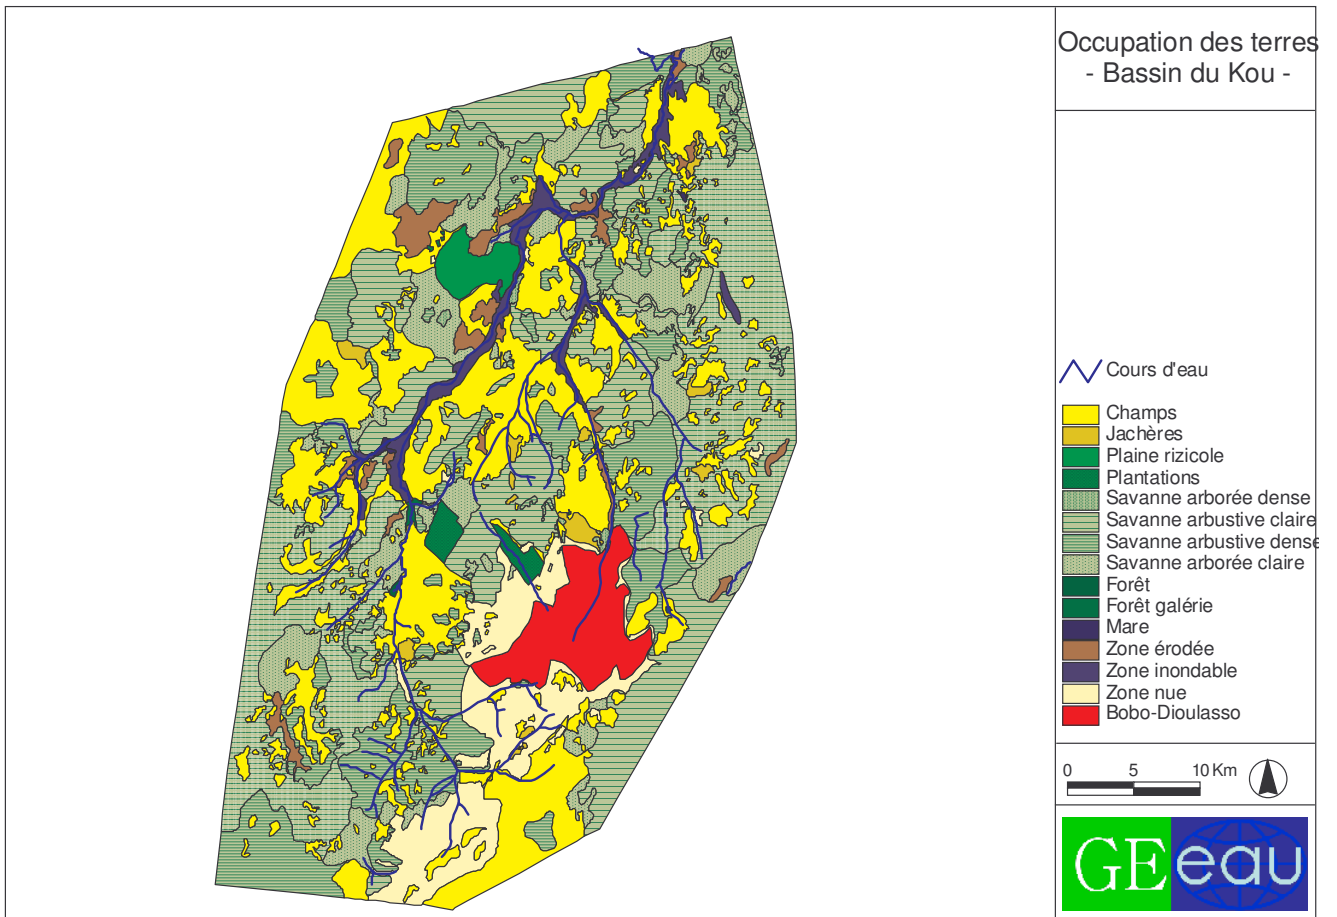 Occupation des terres
- Bassin du Kou -
Cours d'eau
Champs
Jachères
Plaine rizicole
Plantations
Savanne arborée dense
Savanne arbustive claire
Savanne arbustive dense
Savanne arborée claire
Forêt
Forêt galérie
Mare
Zone érodée
Zone inondable
Zone nue
Bobo-Dioulasso
0 5 10 Km
GEeau